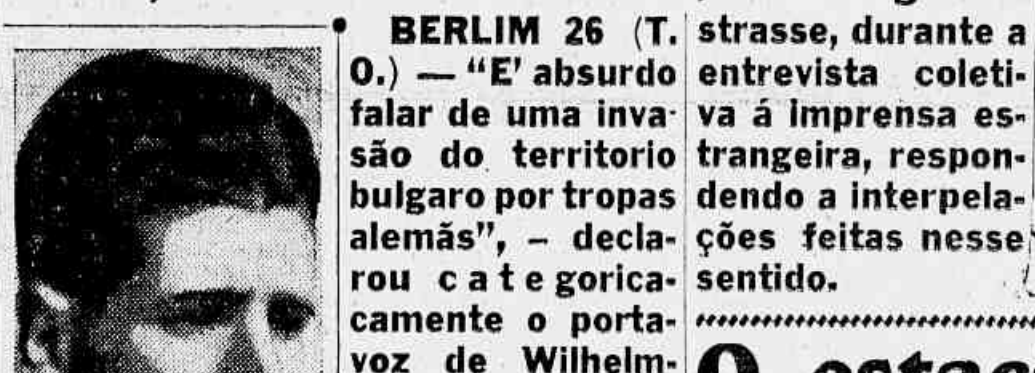 BERLIM 26 (T.
O.) — “E' absurdo
falar de uma inva-
são do territorio
bulgaro por tropas
alemãs”, – decla-
rou categorica-
camente o porta-
voz de Wilhelm-
strasse, durante a
entrevista coleti-
va á imprensa es-
trangeira, respon-
dendo a interpela-
ções feitas nesse
sentido.
O